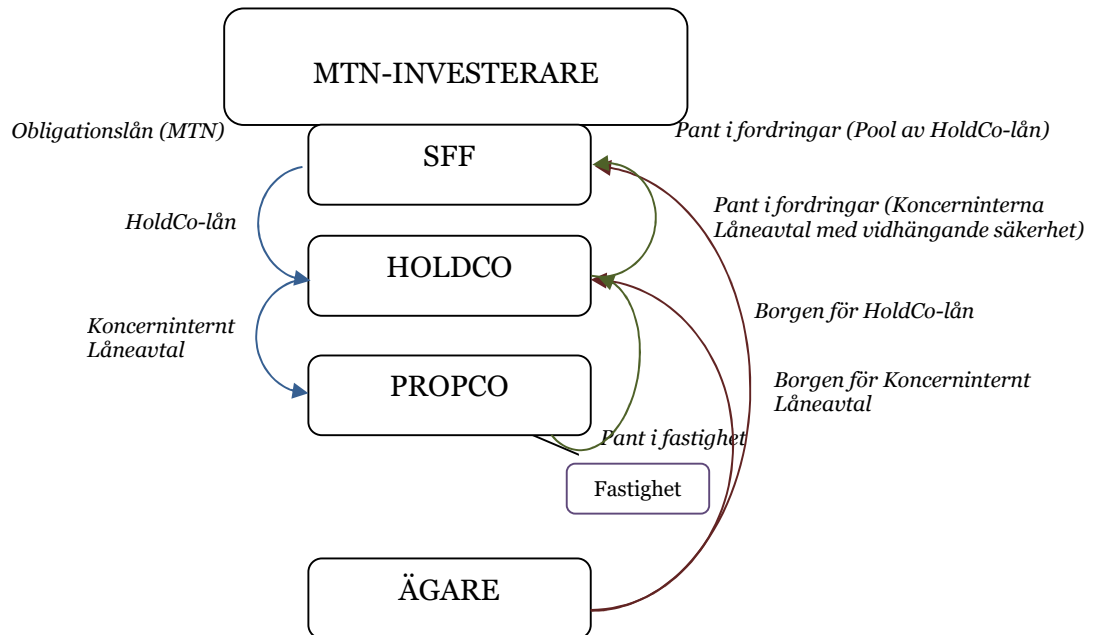 MTN-INVESTERARE
Obligationslån (MTN)
Pant i fordringar (Pool av HoldCo-lån)
SFF
HoldCo-lån
Pant i fordringar (Koncerninterna
Låneavtal med vidhängande säkerhet)
HOLDCO
Borgen för HoldCo-lån
Koncerninternt
Låneavtal
PROPCO
Borgen för Koncerninternt
Låneavtal
Pant i fastighet
Fastighet
ÄGARE